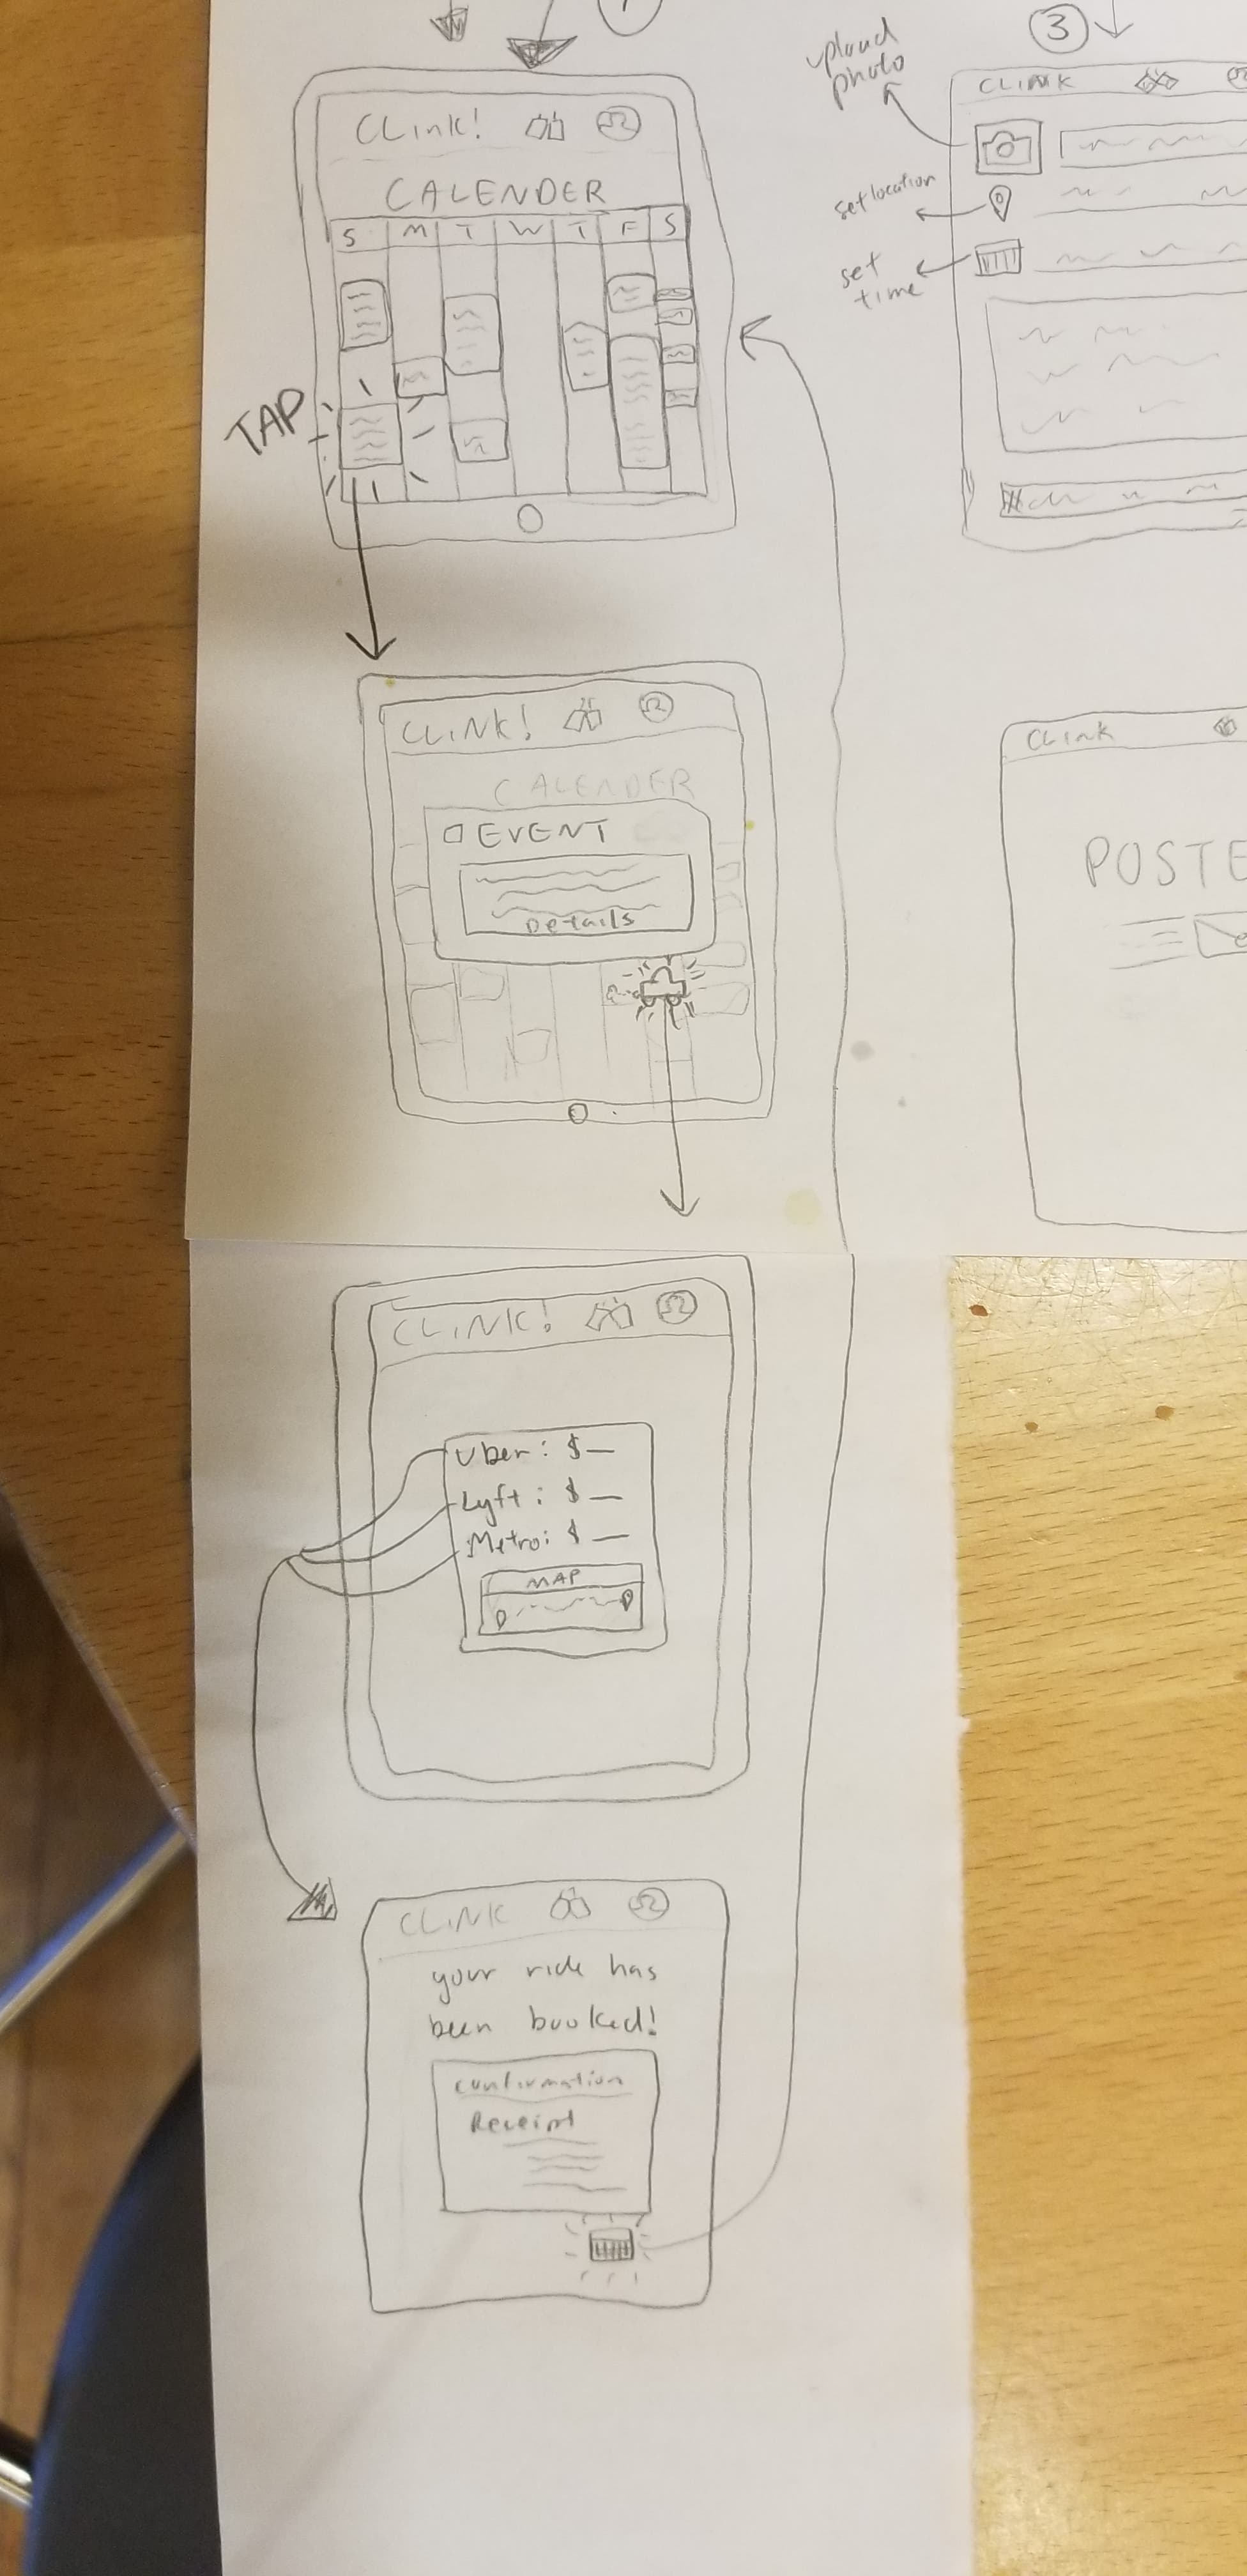 CLink!
CALENDER
S M T W T F S
TAP
CLiNK!
CALENDER
EVENT
Details
CLiNK!
Uber: $
Lyft: $
Metro: $
MAP
CLiNK
your ride has
been booked!
confirmation
Receipt
3
upload
photo
CLiNK
set location
set
time
CLink
POSTE